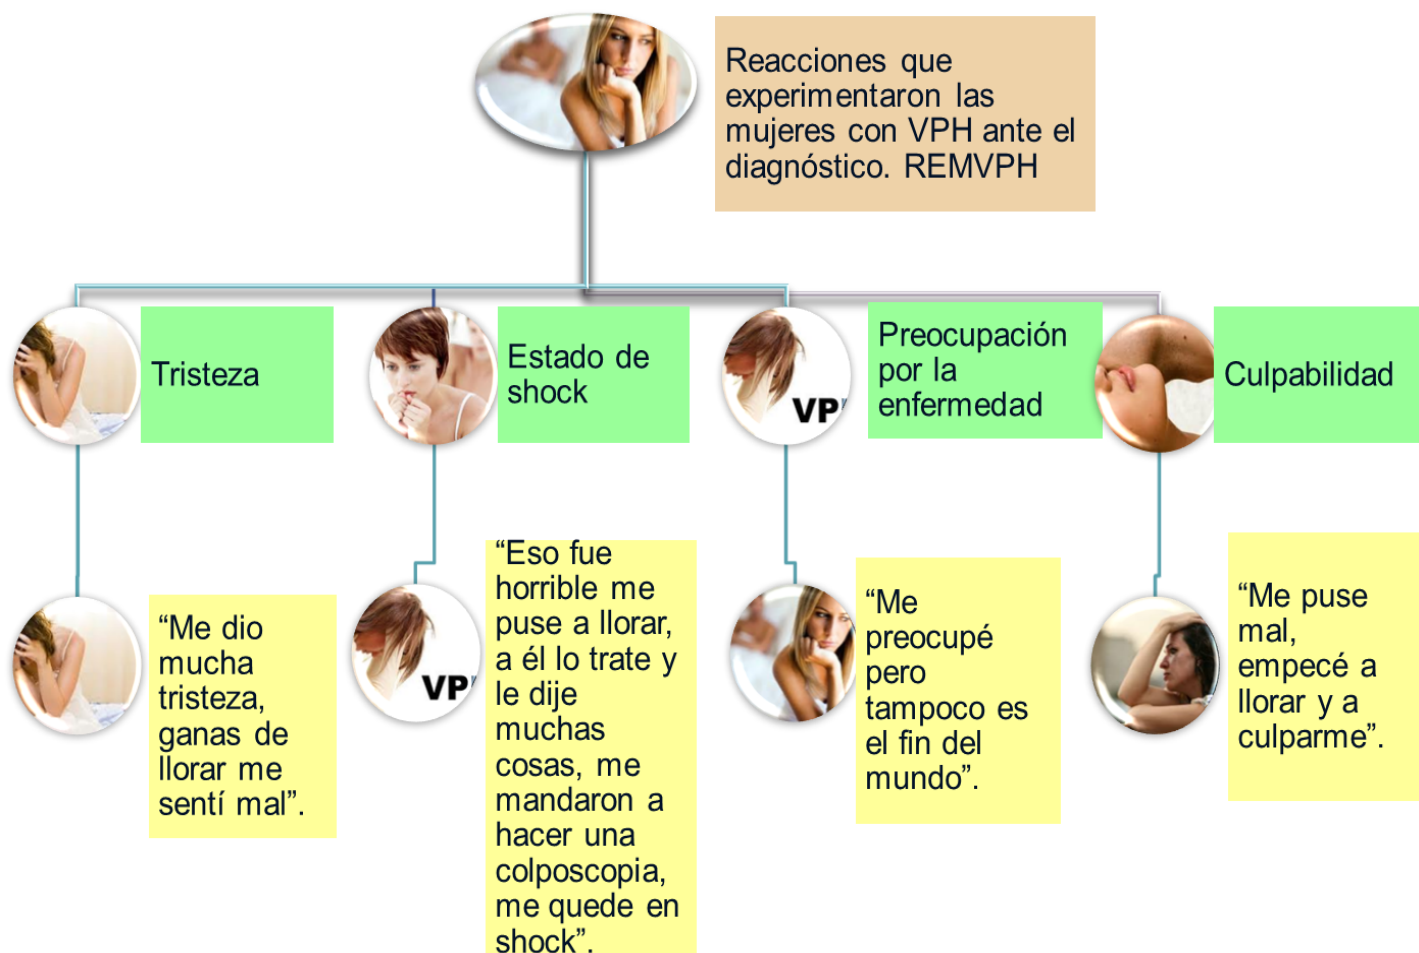 Reacciones que
experimentaron las
mujeres con VPH ante el
diagnóstico. REMVPH
Tristeza
Estado de
shock
VP
Preocupación
por la
enfermedad
Culpabilidad
“Me dio
mucha
tristeza,
ganas de
llorar me
sentí mal”.
VP
“Eso fue
horrible me
puse a llorar,
a él lo trate y
le dije
muchas
cosas, me
mandaron a
hacer una
colposcopia,
me quede en
shock”.
“Me
preocupé
pero
tampoco es
el fin del
mundo”.
“Me puse
mal,
empecé a
llorar y a
culparme”.